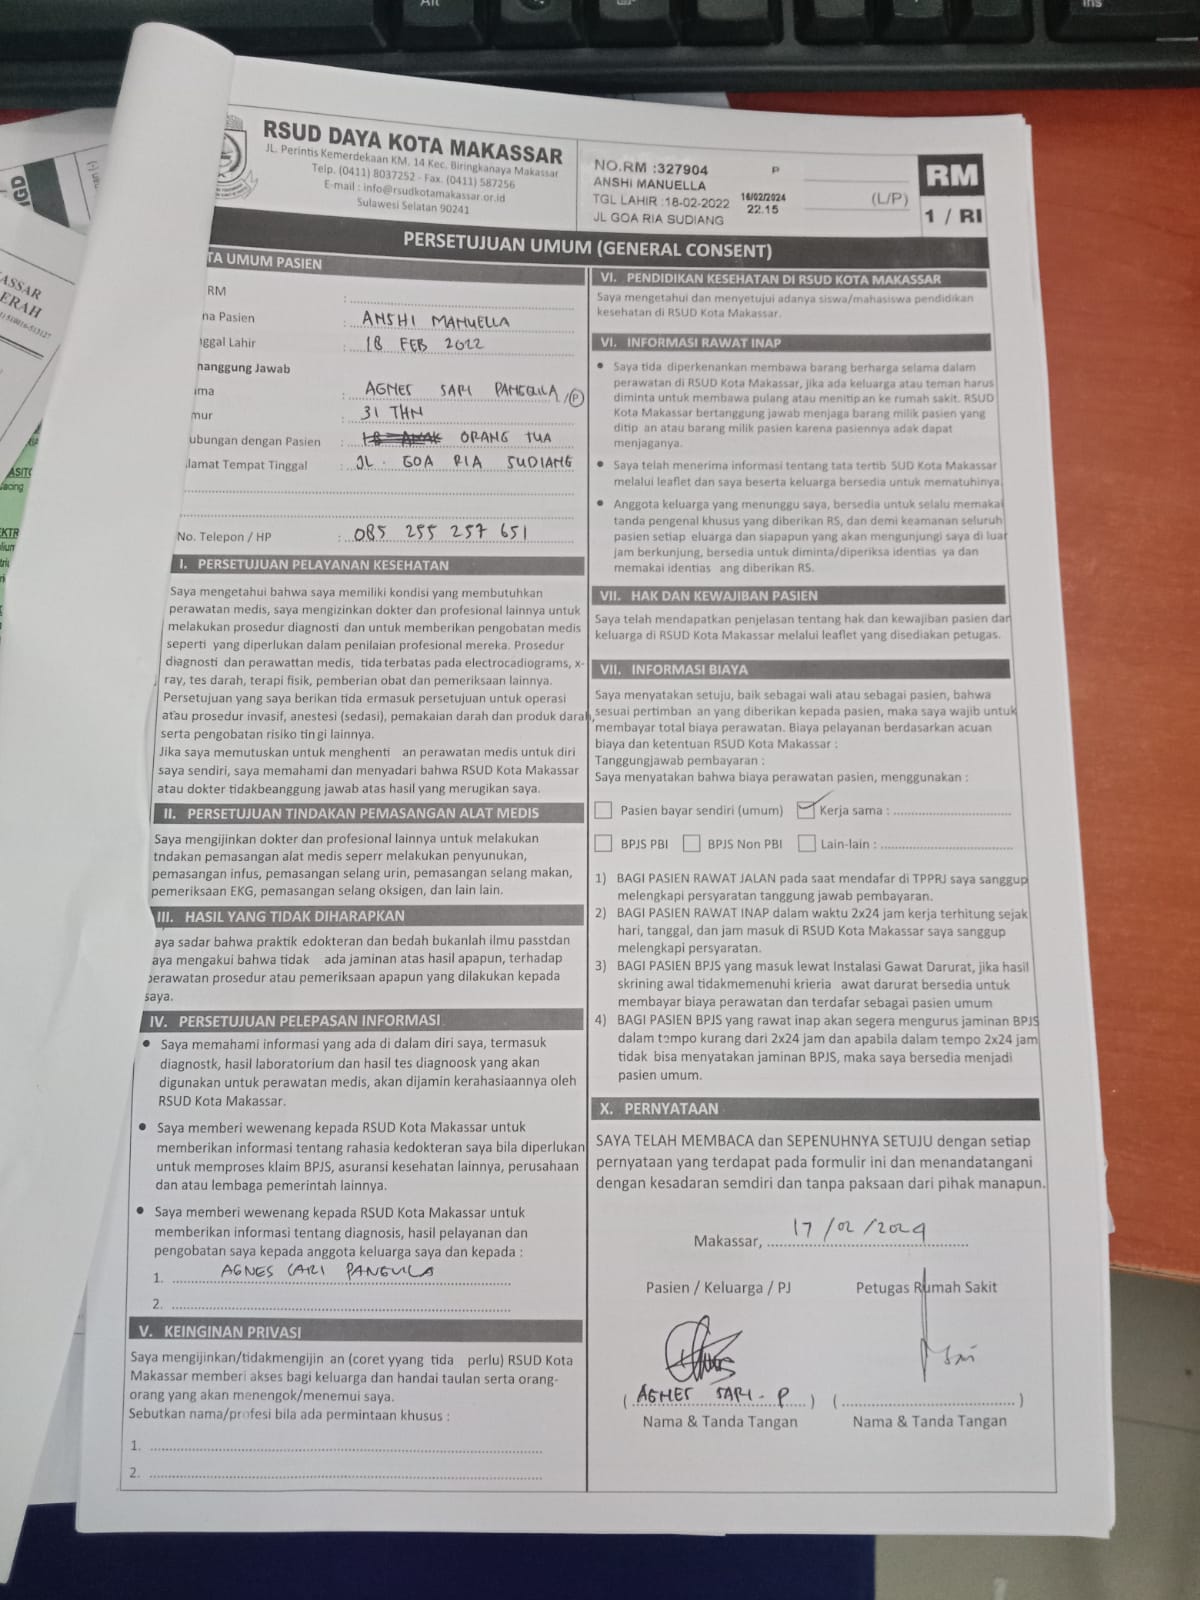 RSUD DAYA KOTA MAKASSAR
JL. Perintis Kemerdekaan KM. 14 Kec. Biringkanaya Makassar
Telp. (0411) 8037252 - Fax. (0411) 587256
E-mail : info@rsudkotamakassar.or.id
Sulawesi Selatan 90241
NO.RM :327904 P
ANSHI MANUELLA
TGL LAHIR :18-02-2022 16/02/2024
22.15
JL GOA RIA SUDIANG
(L/P)
RM
1 / RI
PERSETUJUAN UMUM (GENERAL CONSENT)
TA UMUM PASIEN
RM :
na Pasien : ANSHI MANUELLA
nggal Lahir : 18 FEB 2022
nanggung Jawab
ma : AGNES SARI PANGULA /P
mur : 31 THN
ubungan dengan Pasien : ORANG TUA
lamat Tempat Tinggal : JL. GOA RIA SUDIANG
No. Telepon / HP : 085 255 257 651
I. PERSETUJUAN PELAYANAN KESEHATAN
Saya mengetahui bahwa saya memiliki kondisi yang membutuhkan
perawatan medis, saya mengizinkan dokter dan profesional lainnya untuk
melakukan prosedur diagnosti dan untuk memberikan pengobatan medis
seperti yang diperlukan dalam penilaian profesional mereka. Prosedur
diagnosti dan perawattan medis, tida terbatas pada electrocadiograms, x-
ray, tes darah, terapi fisik, pemberian obat dan pemeriksaan lainnya.
Persetujuan yang saya berikan tida ermasuk persetujuan untuk operasi
atau prosedur invasif, anestesi (sedasi), pemakaian darah dan produk darah,
serta pengobatan risiko tin gi lainnya.
Jika saya memutuskan untuk menghenti an perawatan medis untuk diri
saya sendiri, saya memahami dan menyadari bahwa RSUD Kota Makassar
atau dokter tidakbeanggung jawab atas hasil yang merugikan saya.
II. PERSETUJUAN TINDAKAN PEMASANGAN ALAT MEDIS
Saya mengijinkan dokter dan profesional lainnya untuk melakukan
tndakan pemasangan alat medis seperr melakukan penyunukan,
pemasangan infus, pemasangan selang urin, pemasangan selang makan,
pemeriksaan EKG, pemasangan selang oksigen, dan lain lain.
III. HASIL YANG TIDAK DIHARAPKAN
aya sadar bahwa praktik edokteran dan bedah bukanlah ilmu passtdan
aya mengakui bahwa tidak ada jaminan atas hasil apapun, terhadap
perawatan prosedur atau pemeriksaan apapun yang dilakukan kepada
saya.
IV. PERSETUJUAN PELEPASAN INFORMASI
• Saya memahami informasi yang ada di dalam diri saya, termasuk
diagnostk, hasil laboratorium dan hasil tes diagnoosk yang akan
digunakan untuk perawatan medis, akan dijamin kerahasiaannya oleh
RSUD Kota Makassar.
• Saya memberi wewenang kepada RSUD Kota Makassar untuk
memberikan informasi tentang rahasia kedokteran saya bila diperlukan
untuk memproses klaim BPJS, asuransi kesehatan lainnya, perusahaan
dan atau lembaga pemerintah lainnya.
• Saya memberi wewenang kepada RSUD Kota Makassar untuk
memberikan informasi tentang diagnosis, hasil pelayanan dan
pengobatan saya kepada anggota keluarga saya dan kepada :
1. AGNES SARI PANGULA
2.
V. KEINGINAN PRIVASI
Saya mengijinkan/tidakmengijin an (coret yyang tida perlu) RSUD Kota
Makassar memberi akses bagi keluarga dan handai taulan serta orang-
orang yang akan menengok/menemui saya.
Sebutkan nama/profesi bila ada permintaan khusus :
1.
2.
VI. PENDIDIKAN KESEHATAN DI RSUD KOTA MAKASSAR
Saya mengetahui dan menyetujui adanya siswa/mahasiswa pendidikan
kesehatan di RSUD Kota Makassar.
VI. INFORMASI RAWAT INAP
• Saya tida diperkenankan membawa barang berharga selama dalam
perawatan di RSUD Kota Makassar, jika ada keluarga atau teman harus
diminta untuk membawa pulang atau menitip an ke rumah sakit. RSUD
Kota Makassar bertanggung jawab menjaga barang milik pasien yang
ditip an atau barang milik pasien karena pasiennya adak dapat
menjaganya.
• Saya telah menerima informasi tentang tata tertib SUD Kota Makassar
melalui leaflet dan saya beserta keluarga bersedia untuk mematuhinya
• Anggota keluarga yang menunggu saya, bersedia untuk selalu memakai
tanda pengenal khusus yang diberikan RS, dan demi keamanan seluruh
pasien setiap eluarga dan siapapun yang akan mengunjungi saya di luar
jam berkunjung, bersedia untuk diminta/diperiksa identias ya dan
memakai identias ang diberikan RS.
VII. HAK DAN KEWAJIBAN PASIEN
Saya telah mendapatkan penjelasan tentang hak dan kewajiban pasien dar
keluarga di RSUD Kota Makassar melalui leaflet yang disediakan petugas.
VII. INFORMASI BIAYA
Saya menyatakan setuju, baik sebagai wali atau sebagai pasien, bahwa
sesuai pertimban an yang diberikan kepada pasien, maka saya wajib untuk
membayar total biaya perawatan. Biaya pelayanan berdasarkan acuan
biaya dan ketentuan RSUD Kota Makassar :
Tanggungjawab pembayaran :
Saya menyatakan bahwa biaya perawatan pasien, menggunakan :
Pasien bayar sendiri (umum) Kerja sama :
BPJS PBI BPJS Non PBI Lain-lain :
1) BAGI PASIEN RAWAT JALAN pada saat mendafar di TPPRJ saya sanggup
melengkapi persyaratan tanggung jawab pembayaran.
2) BAGI PASIEN RAWAT INAP dalam waktu 2x24 jam kerja terhitung sejak
hari, tanggal, dan jam masuk di RSUD Kota Makassar saya sanggup
melengkapi persyaratan.
3) BAGI PASIEN BPJS yang masuk lewat Instalasi Gawat Darurat, jika hasil
skrining awal tidakmemenuhi krieria awat darurat bersedia untuk
membayar biaya perawatan dan terdafar sebagai pasien umum
4) BAGI PASIEN BPJS yang rawat inap akan segera mengurus jaminan BPJS
dalam tempo kurang dari 2x24 jam dan apabila dalam tempo 2x24 jam
tidak bisa menyatakan jaminan BPJS, maka saya bersedia menjadi
pasien umum.
X. PERNYATAAN
SAYA TELAH MEMBACA dan SEPENUHNYA SETUJU dengan setiap
pernyataan yang terdapat pada formulir ini dan menandatangani
dengan kesadaran semdiri dan tanpa paksaan dari pihak manapun.
Makassar, 17/02/2024
Pasien / Keluarga / PJ Petugas Rumah Sakit
( AGNES SARI - P ) ( )
Nama & Tanda Tangan Nama & Tanda Tangan